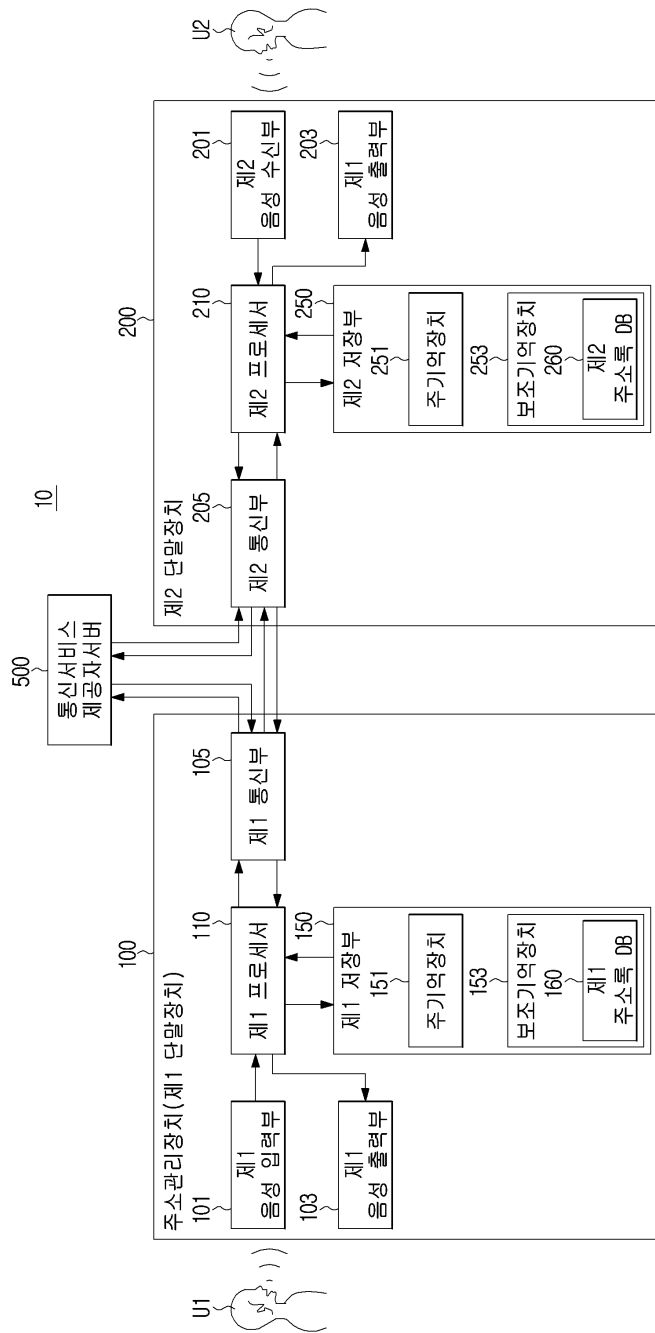 10
500
통신서비스
제공자서버
100
주소관리장치(제1 단말장치)
U1
101
제1
음성 입력부
103
제1
음성 출력부
110
제1 프로세서
105
제1 통신부
150
제1 저장부
151
주기억장치
153
보조기억장치
160
제1
주소록 DB
200
제2 단말장치
205
제2 통신부
210
제2 프로세서
201
제2
음성 수신부
203
제1
음성 출력부
250
제2 저장부
251
주기억장치
253
보조기억장치
260
제2
주소록 DB
U2